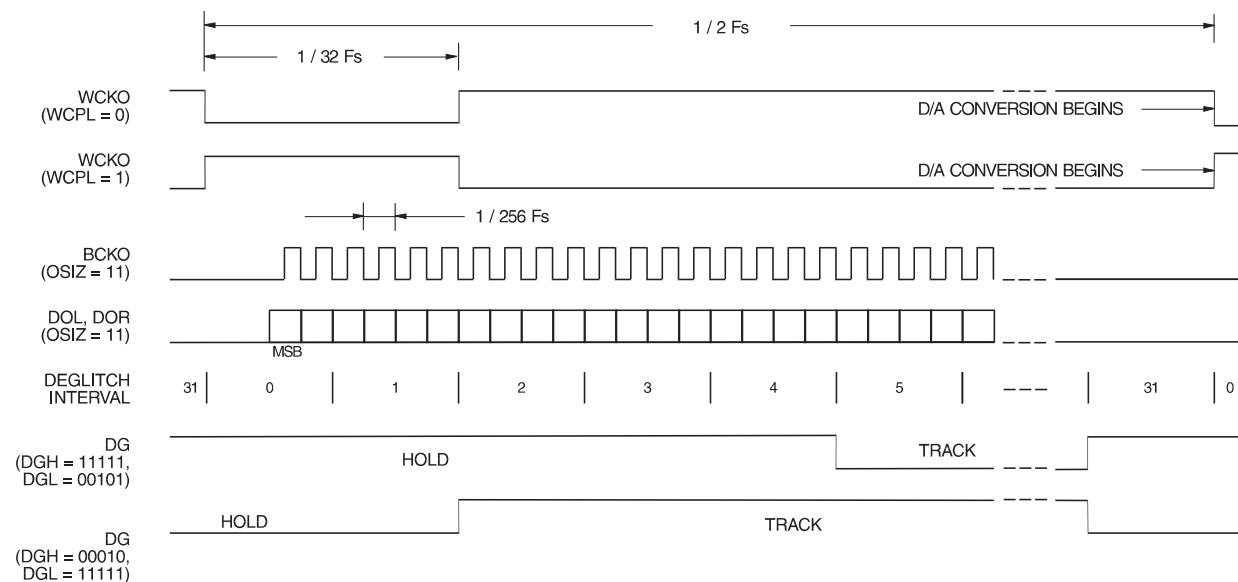 1 / 2 Fs
1 / 32 Fs
WCKO
(WCPL = 0)
D/A CONVERSION BEGINS
WCKO
(WCPL = 1)
D/A CONVERSION BEGINS
1 / 256 Fs
BCKO
(OSIZ = 11)
DOL, DOR
(OSIZ = 11)
MSB
DEGLITCH
INTERVAL
31 0 1 2 3 4 5 31 0
DG
(DGH = 11111,
DGL = 00101)
HOLD
TRACK
HOLD
TRACK
DG
(DGH = 00010,
DGL = 11111)